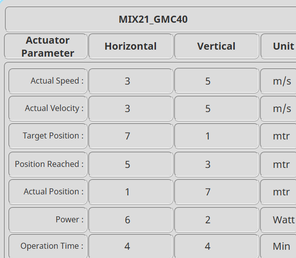 MIX21_GMC40
Actuator Parameter Horizontal Vertical Unit
Actual Speed : 3 5 m/s
Actual Velocity : 3 5 m/s
Target Position : 7 1 mtr
Position Reached : 5 3 mtr
Actual Position : 1 7 mtr
Power : 6 2 Watt
Operation Time : 4 4 Min